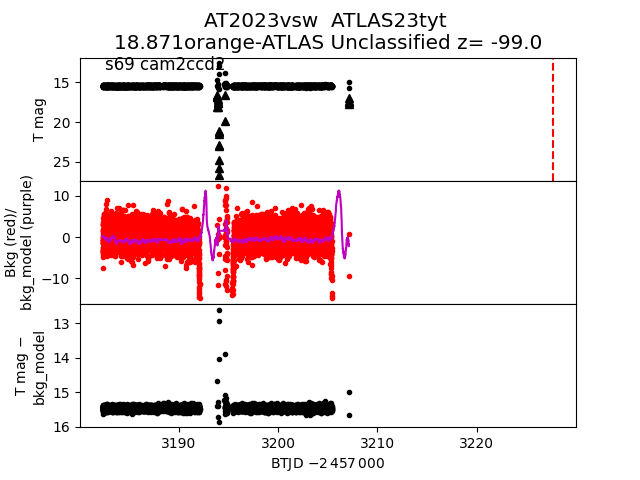 AT2023vsw  ATLAS23tyt
18.871orange-ATLAS Unclassified z= -99.0
s69 cam2ccd2
T mag
15
20
25
Bkg (red)/
bkg_model (purple)
10
0
−10
T mag −
bkg_model
13
14
15
16
3190
3200
3210
3220
BTJD −2 457 000